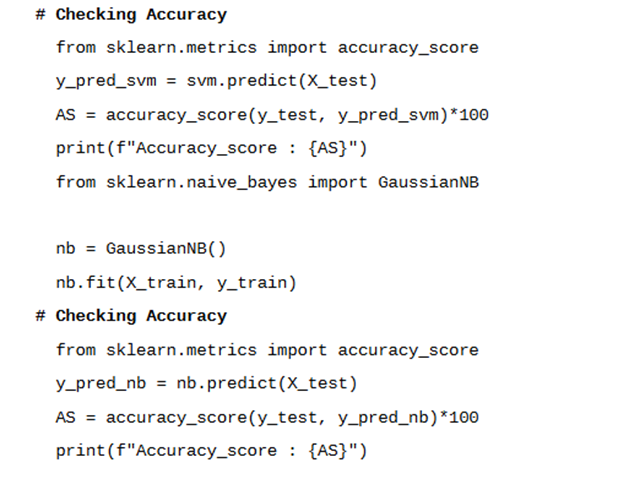 # Checking Accuracy
from sklearn.metrics import accuracy_score
y_pred_svm = svm.predict(X_test)
AS = accuracy_score(y_test, y_pred_svm)*100
print(f"Accuracy_score : {AS}")
from sklearn.naive_bayes import GaussianNB
nb = GaussianNB()
nb.fit(X_train, y_train)
# Checking Accuracy
from sklearn.metrics import accuracy_score
y_pred_nb = nb.predict(X_test)
AS = accuracy_score(y_test, y_pred_nb)*100
print(f"Accuracy_score : {AS}")